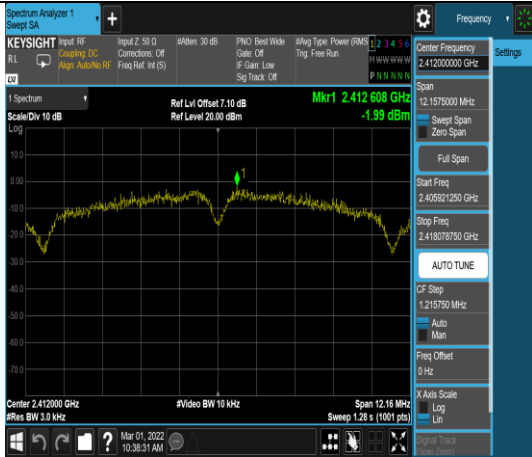 Spectrum Analyzer 1
Swept SA
Frequency
KEYSIGHT
RL
LXI
Input: RF
Coupling: DC
Align: Auto/No RF
Input Z: 50 Ω
Corrections: Off
Freq Ref: Int (S)
#Atten: 30 dB
PNO: Best Wide
Gate: Off
IF Gain: Low
Sig Track: Off
#Avg Type: Power (RMS
Trig: Free Run
1 2 3 4 5 6
M W W W W W
P N N N N N
1 Spectrum
Scale/Div 10 dB
Log
Ref Lvl Offset 7.10 dB
Ref Level 20.00 dBm
Mkr1 2.412 608 GHz
-1.99 dBm
10.0
0.00
-10.0
-20.0
-30.0
-40.0
-50.0
-60.0
-70.0
1
Center 2.412000 GHz
#Res BW 3.0 kHz
#Video BW 10 kHz
Span 12.16 MHz
Sweep 1.28 s (1001 pts)
Mar 01, 2022
10:38:31 AM
Center Frequency
2.412000000 GHz
Settings
Span
12.1575000 MHz
Swept Span
Zero Span
Full Span
Start Freq
2.405921250 GHz
Stop Freq
2.418078750 GHz
AUTO TUNE
CF Step
1.215750 MHz
Auto
Man
Freq Offset
0 Hz
X Axis Scale
Log
Lin
Signal Track
(Span Zoom)